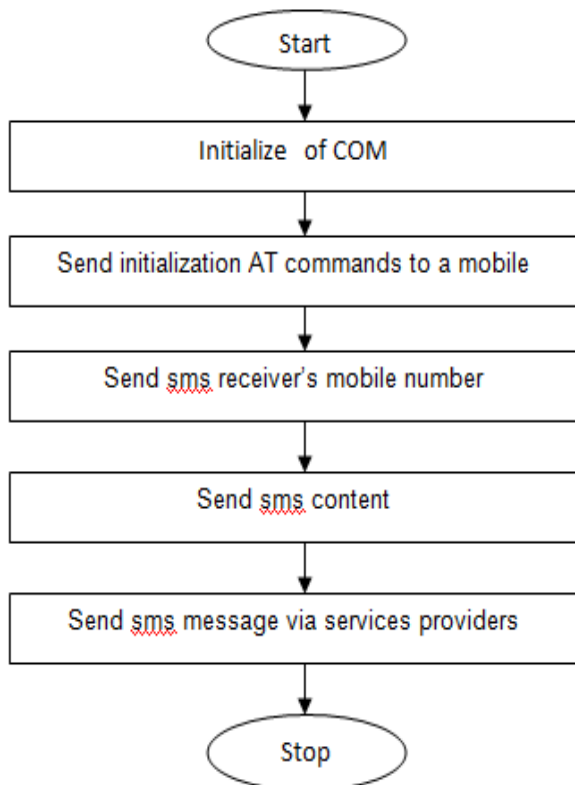 Start
Initialize of COM
Send initialization AT commands to a mobile
Send sms receiver's mobile number
Send sms content
Send sms message via services providers
Stop